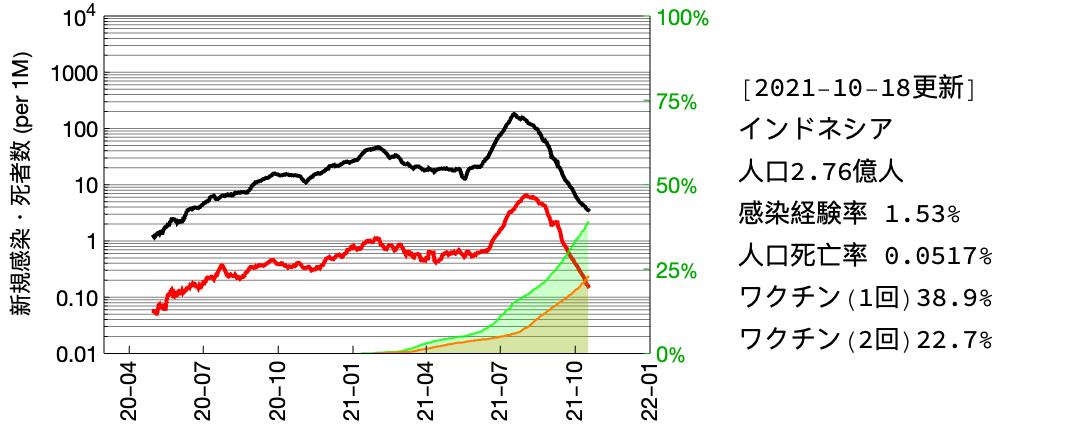 新規感染・死者数 (per 1M)
10^4
1000
100
10
1
0.10
0.01
100%
75%
50%
25%
0%
20-04
20-07
20-10
21-01
21-04
21-07
21-10
22-01
[2021-10-18更新]
インドネシア
人口2.76億人
感染経験率 1.53%
人口死亡率 0.0517%
ワクチン(1回)38.9%
ワクチン(2回)22.7%